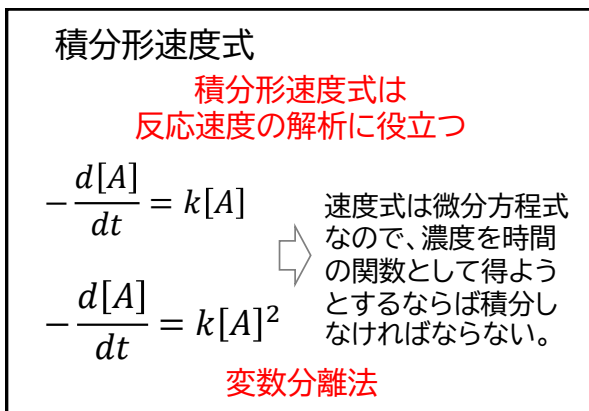 積分形速度式
積分形速度式は
反応速度の解析に役立つ
-\frac{d[A]}{dt} = k[A]
速度式は微分方程式
なので、濃度を時間
の関数として得よう
とするならば積分し
なければならない。
-\frac{d[A]}{dt} = k[A]^2
変数分離法